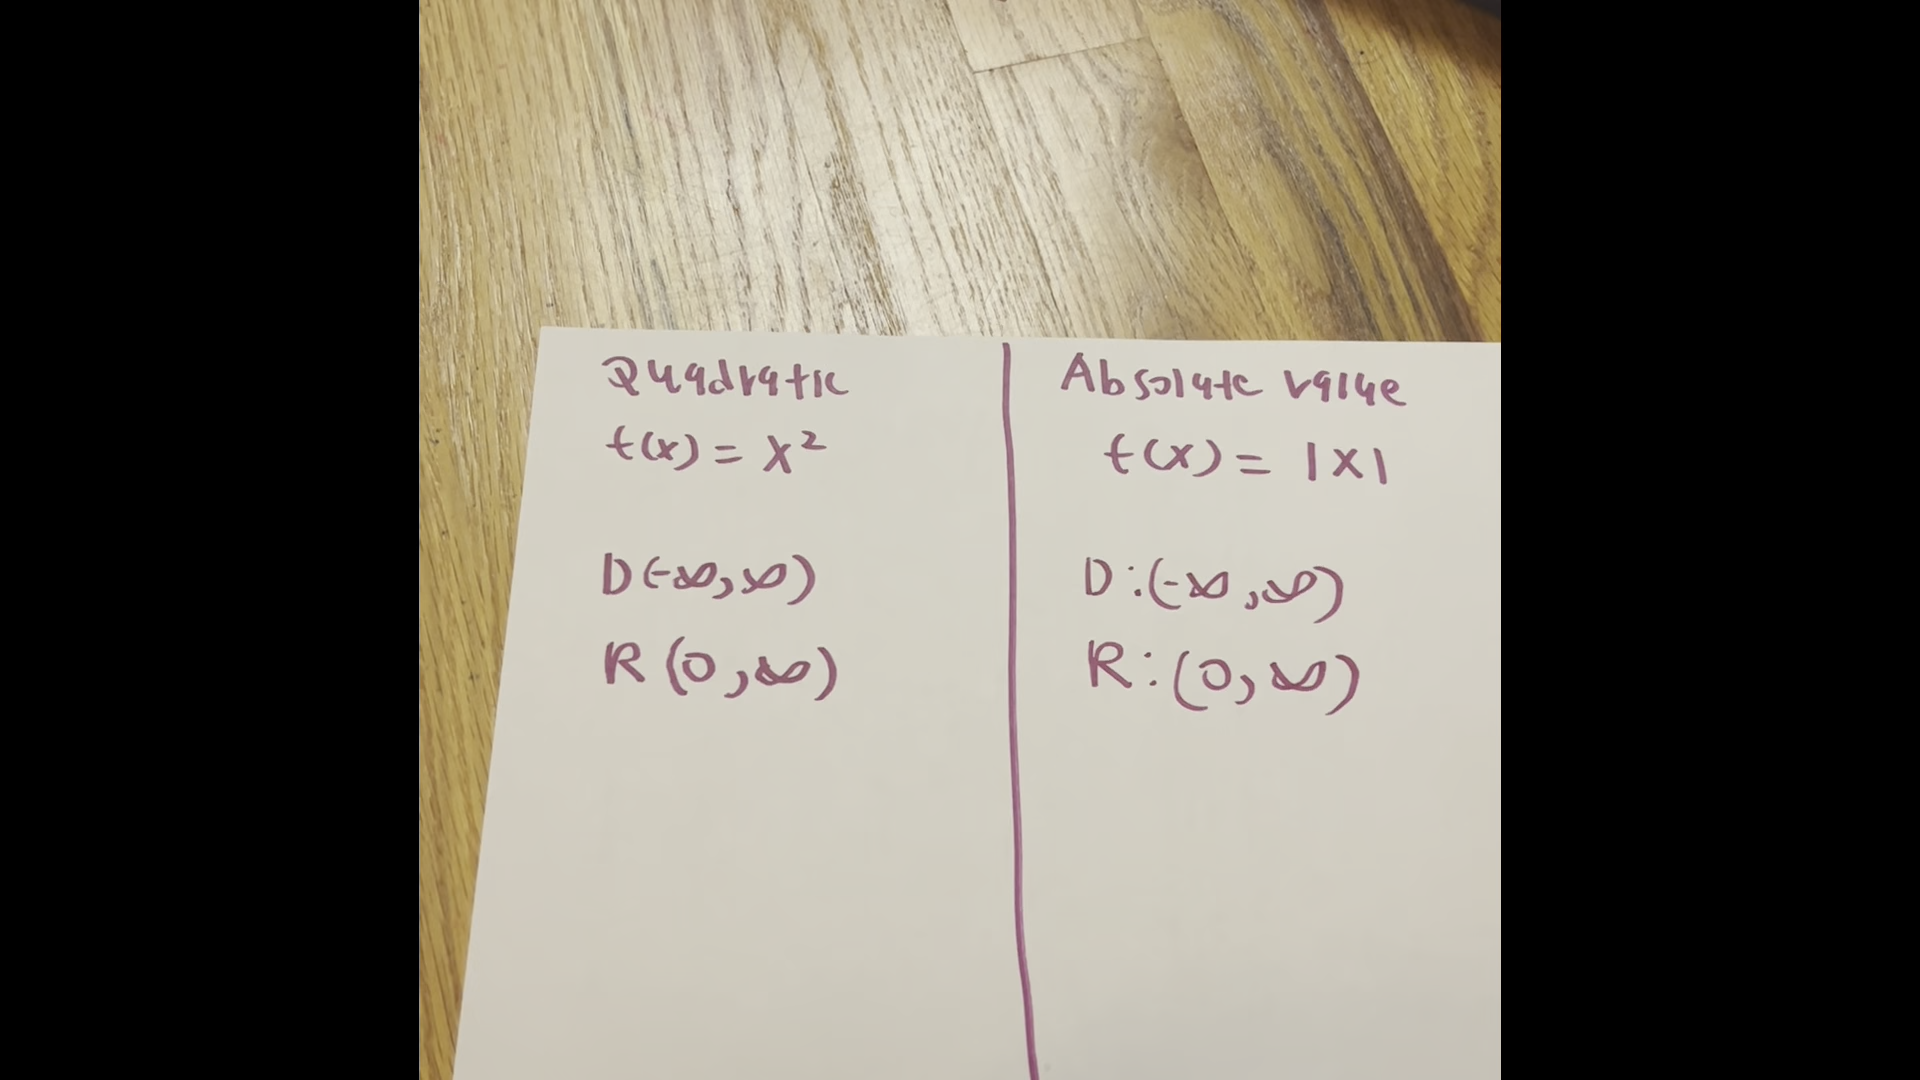 Quadratic
f(x) = x²
D (-∞, ∞)
R (0, ∞)
Absolute value
f(x) = |x|
D: (-∞, ∞)
R: (0, ∞)